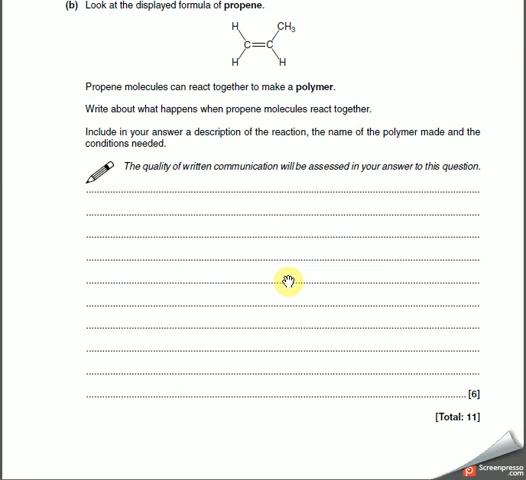 (b) Look at the displayed formula of propene.
H CH3
C=C
H H
Propene molecules can react together to make a polymer.
Write about what happens when propene molecules react together.
Include in your answer a description of the reaction, the name of the polymer made and the
conditions needed.
The quality of written communication will be assessed in your answer to this question.
[6]
[Total: 11]
Screenpresso
.com